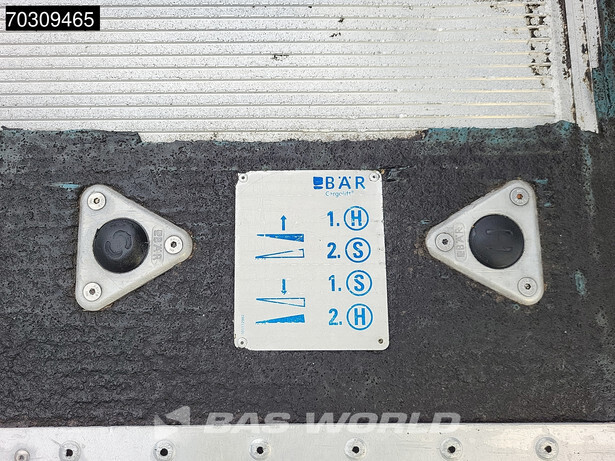 70309465
BÄR
Cargolift
1. H
2. S
1. S
2. H
S
BÄR
BÄR
BAS WORLD